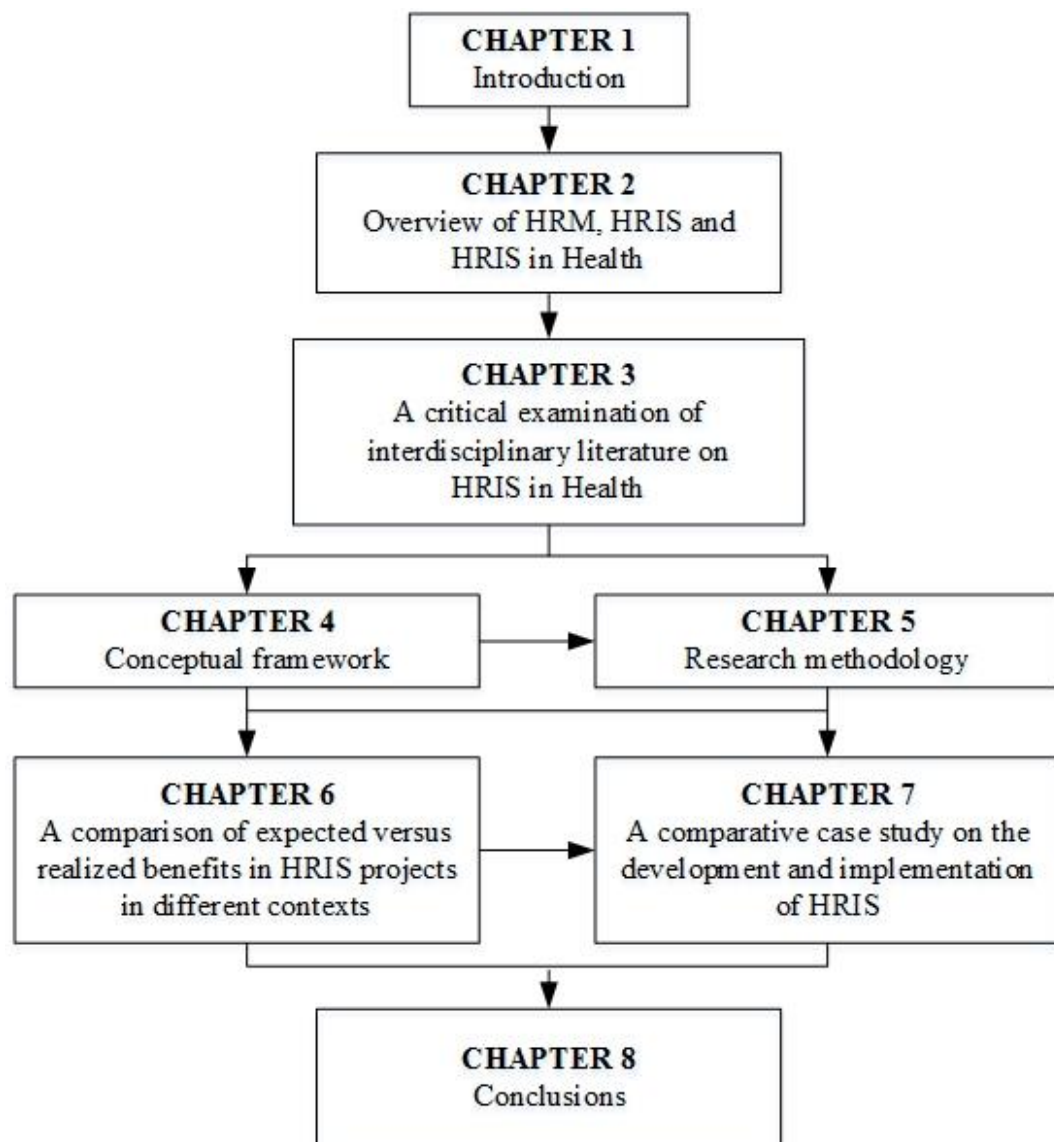 CHAPTER 1
Introduction
CHAPTER 2
Overview of HRM, HRIS and
HRIS in Health
CHAPTER 3
A critical examination of
interdisciplinary literature on
HRIS in Health
CHAPTER 4
Conceptual framework
CHAPTER 5
Research methodology
CHAPTER 6
A comparison of expected versus
realized benefits in HRIS projects
in different contexts
CHAPTER 7
A comparative case study on the
development and implementation
of HRIS
CHAPTER 8
Conclusions